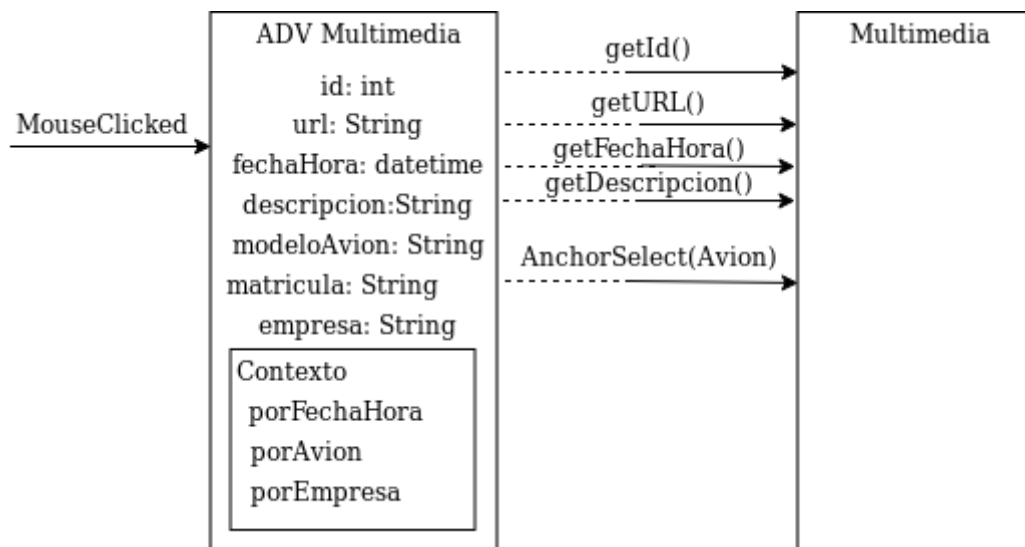 ADV Multimedia
id: int
url: String
fechaHora: datetime
descripcion:String
modeloAvion: String
matricula: String
empresa: String
Contexto
porFechaHora
porAvion
porEmpresa
MouseClicked
getId()
getURL()
getFechaHora()
getDescripcion()
AnchorSelect(Avion)
Multimedia